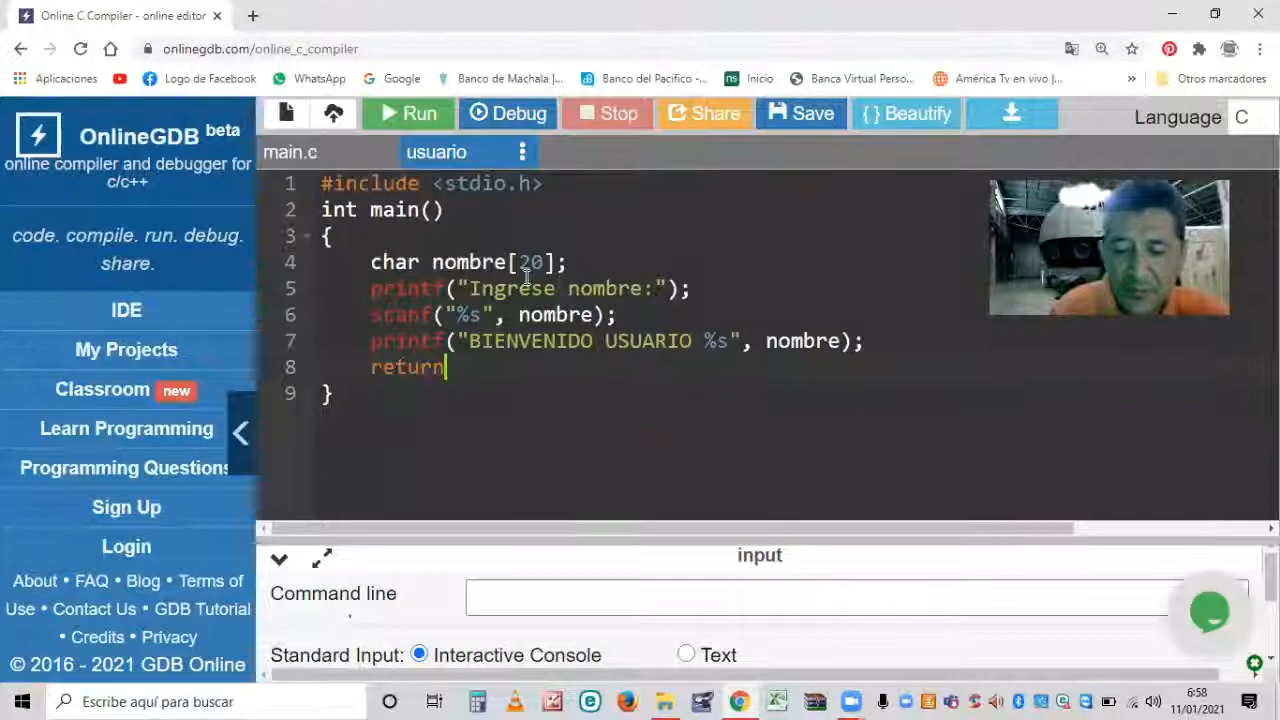 Online C Compiler - online editor
onlinegdb.com/online_c_compiler
Aplicaciones Logo de Facebook WhatsApp Google Banco de Machala (... Banco del Pacifico -... ns Inicio Banca Virtual Perso... América Tv en vivo |... » Otros marcadores
OnlineGDB beta
online compiler and debugger for
c/c++
code. compile. run. debug.
share.
IDE
My Projects
Classroom new
Learn Programming
Programming Questions
Sign Up
Login
About • FAQ • Blog • Terms of
Use • Contact Us • GDB Tutorial
• Credits • Privacy
© 2016 - 2021 GDB Online
Run Debug Stop Share Save { } Beautify Language C
main.c usuario
1 #include <stdio.h>
2 int main()
3 {
4 char nombre[20];
5 printf("Ingrese nombre:");
6 scanf("%s", nombre);
7 printf("BIENVENIDO USUARIO %s", nombre);
8 return
9 }
input
Command line
Standard Input: Interactive Console Text
Escribe aquí para buscar
6:58
11/01/2021